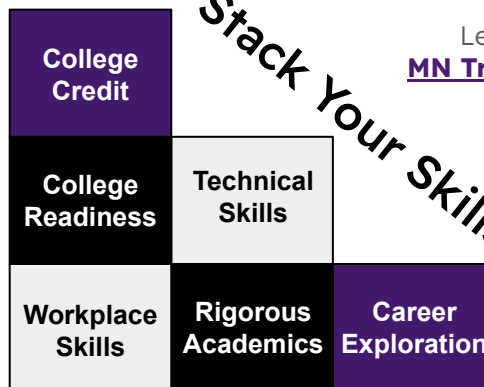 Stack Your Skills
College
Credit
College
Readiness
Technical
Skills
Workplace
Skills
Rigorous
Academics
Career
Exploration